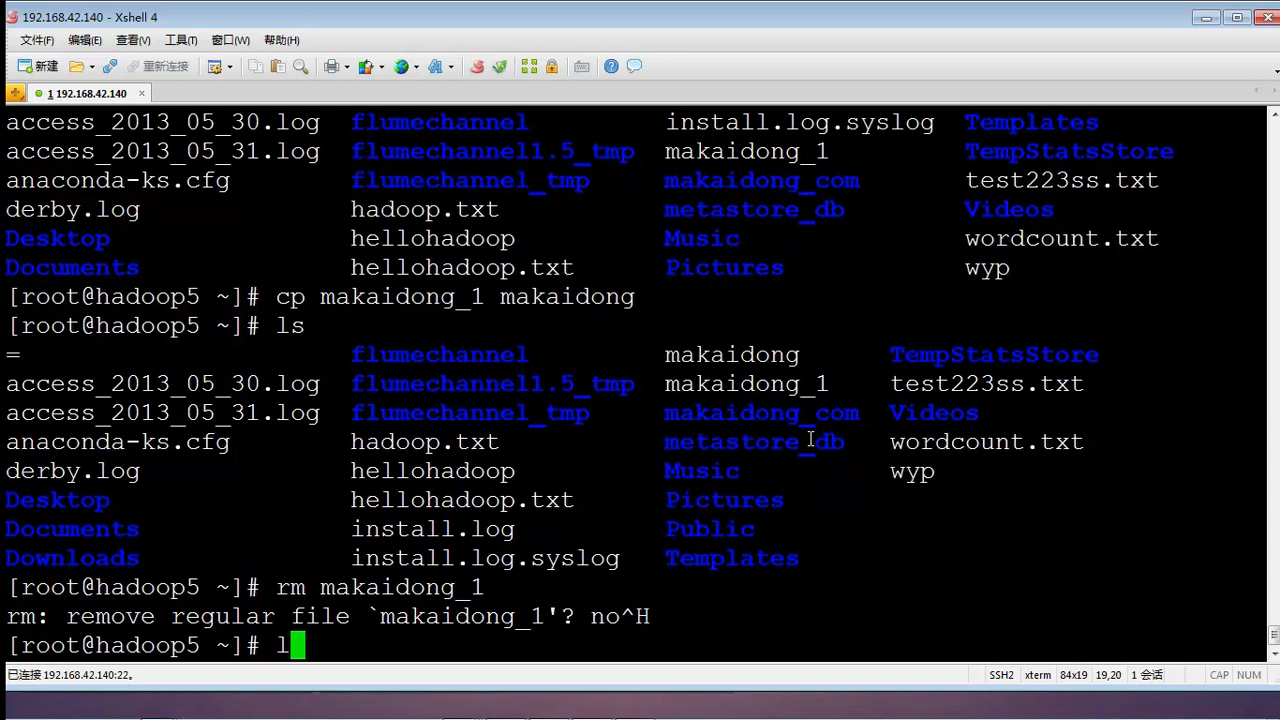 192.168.42.140 - Xshell 4
文件(F) 编辑(E) 查看(V) 工具(T) 窗口(W) 帮助(H)
新建 重新连接
1 192.168.42.140
access_2013_05_30.log flumechannel install.log.syslog Templates
access_2013_05_31.log flumechannel1.5_tmp makaidong_1 TempStatsStore
anaconda-ks.cfg flumechannel_tmp makaidong_com test223ss.txt
derby.log hadoop.txt metastore_db Videos
Desktop hellohadoop Music wordcount.txt
Documents hellohadoop.txt Pictures wyp
[root@hadoop5 ~]# cp makaidong_1 makaidong
[root@hadoop5 ~]# ls
= flumechannel makaidong TempStatsStore
access_2013_05_30.log flumechannel1.5_tmp makaidong_1 test223ss.txt
access_2013_05_31.log flumechannel_tmp makaidong_com Videos
anaconda-ks.cfg hadoop.txt metastore_db wordcount.txt
derby.log hellohadoop Music wyp
Desktop hellohadoop.txt Pictures
Documents install.log Public
Downloads install.log.syslog Templates
[root@hadoop5 ~]# rm makaidong_1
rm: remove regular file `makaidong_1'? no^H
[root@hadoop5 ~]# l
已连接 192.168.42.140:22。 SSH2 xterm 84x19 19,20 1 会话 CAP NUM